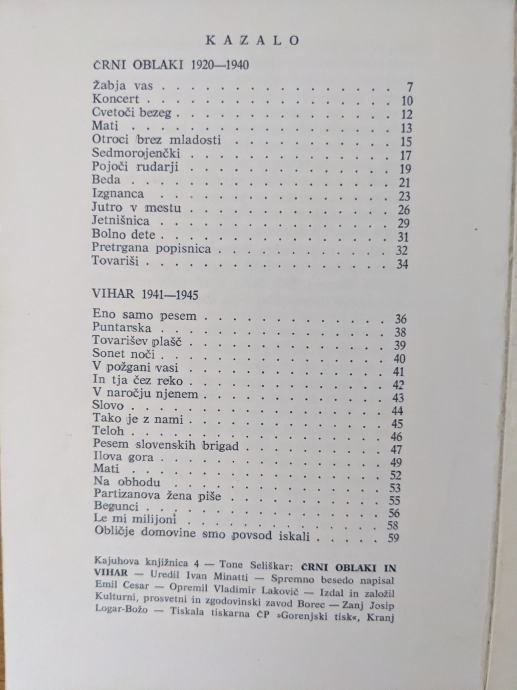 KAZALO
ČRNI OBLAKI 1920—1940
Žabja vas . . . . . . . . . . . . . . . 7
Koncert . . . . . . . . . . . . . . . 10
Cvetoči bezeg . . . . . . . . . . . . . . 12
Mati . . . . . . . . . . . . . . . 13
Otroci brez mladosti . . . . . . . . . . . 15
Sedmorojenčki . . . . . . . . . . . . . 17
Pojoči rudarji . . . . . . . . . . . . . 19
Beda . . . . . . . . . . . . . . . 21
Izgnanca . . . . . . . . . . . . . . 23
Jutro v mestu . . . . . . . . . . . . . 26
Jetnišnica . . . . . . . . . . . . . . 29
Bolno dete . . . . . . . . . . . . . . 31
Pretrgana popisnica . . . . . . . . . . . 32
Tovariši . . . . . . . . . . . . . . . 34
VIHAR 1941—1945
Eno samo pesem . . . . . . . . . . . . 36
Puntarska . . . . . . . . . . . . . . 38
Tovarišev plašč . . . . . . . . . . . . . 39
Sonet noči . . . . . . . . . . . . . . 40
V požgani vasi . . . . . . . . . . . . . 41
In tja čez reko . . . . . . . . . . . . . 42
V naročju njenem . . . . . . . . . . . . 43
Slovo . . . . . . . . . . . . . . . 44
Tako je z nami . . . . . . . . . . . . . 45
Teloh . . . . . . . . . . . . . . . 46
Pesem slovenskih brigad . . . . . . . . . . 47
Ilova gora . . . . . . . . . . . . . . 49
Mati . . . . . . . . . . . . . . . 52
Na obhodu . . . . . . . . . . . . . . 53
Partizanova žena piše . . . . . . . . . . . 55
Begunci . . . . . . . . . . . . . . . 56
Le mi milijoni . . . . . . . . . . . . . 58
Obličje domovine smo povsod iskali . . . . . . 59
Kajuhova knjižnica 4 — Tone Seliškar: ČRNI OBLAKI IN
VIHAR — Uredil Ivan Minatti — Spremno besedo napisal
Emil Cesar — Opremil Vladimir Lakovič — Izdal in založil
Kulturni, prosvetni in zgodovinski zavod Borec — Zanj Josip
Logar-Božo — Tiskala tiskarna ČP »Gorenjski tisk«, Kranj